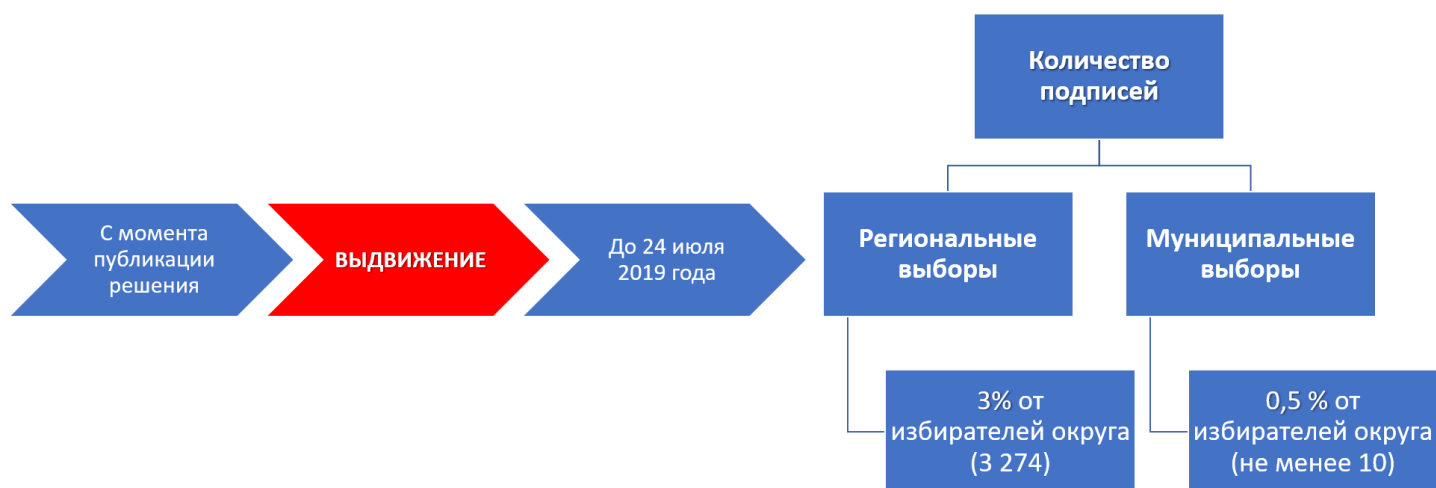 С момента
публикации
решения
ВЫДВИЖЕНИЕ
До 24 июля
2019 года
Количество
подписей
Региональные
выборы
Муниципальные
выборы
3% от
избирателей округа
(3 274)
0,5 % от
избирателей округа
(не менее 10)